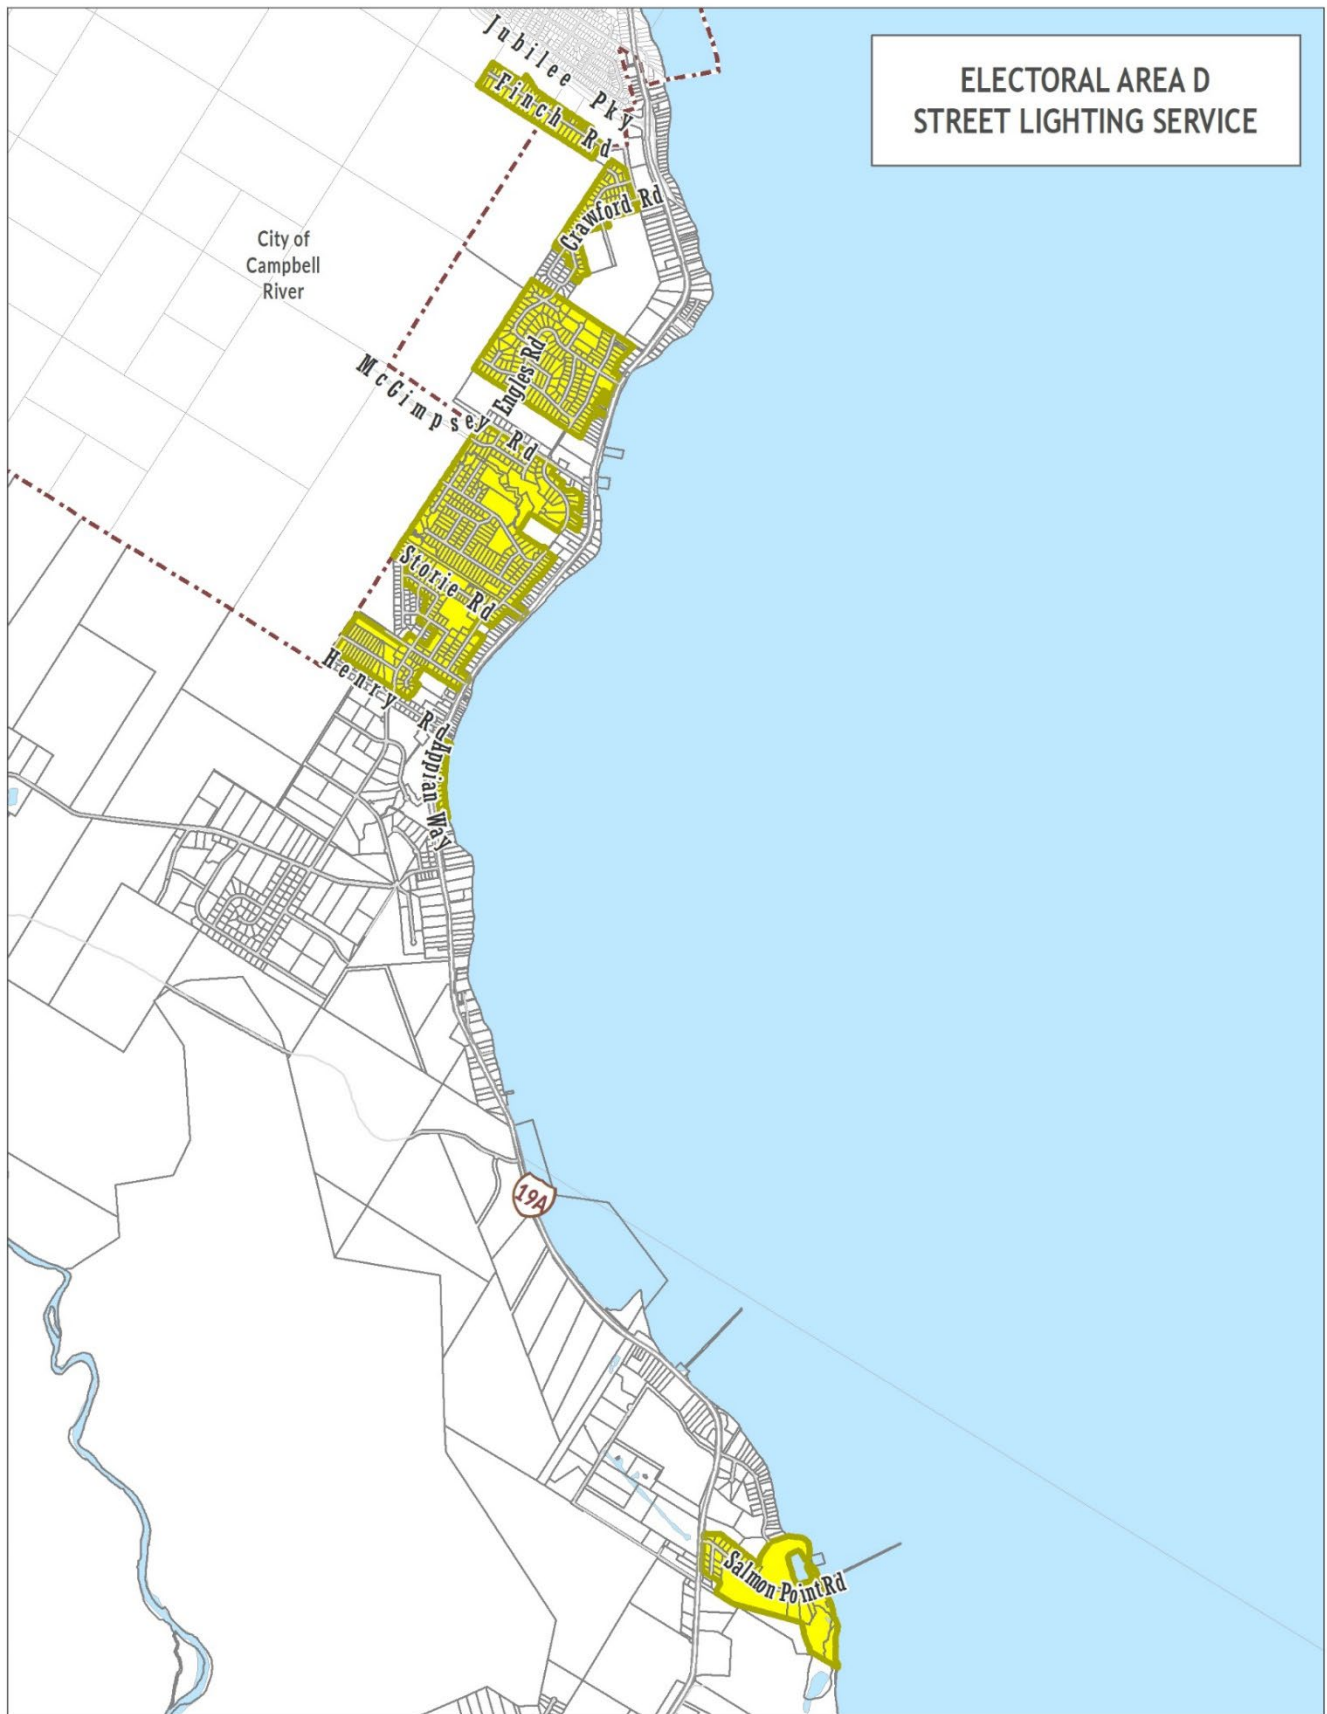 ELECTORAL AREA D
STREET LIGHTING SERVICE
Jubilee Pky
Finch Rd
Crawford Rd
City of
Campbell
River
Engles Rd
McGimpsey Rd
Storie Rd
Henry Rd
Appian Way
19A
Salmon Point Rd